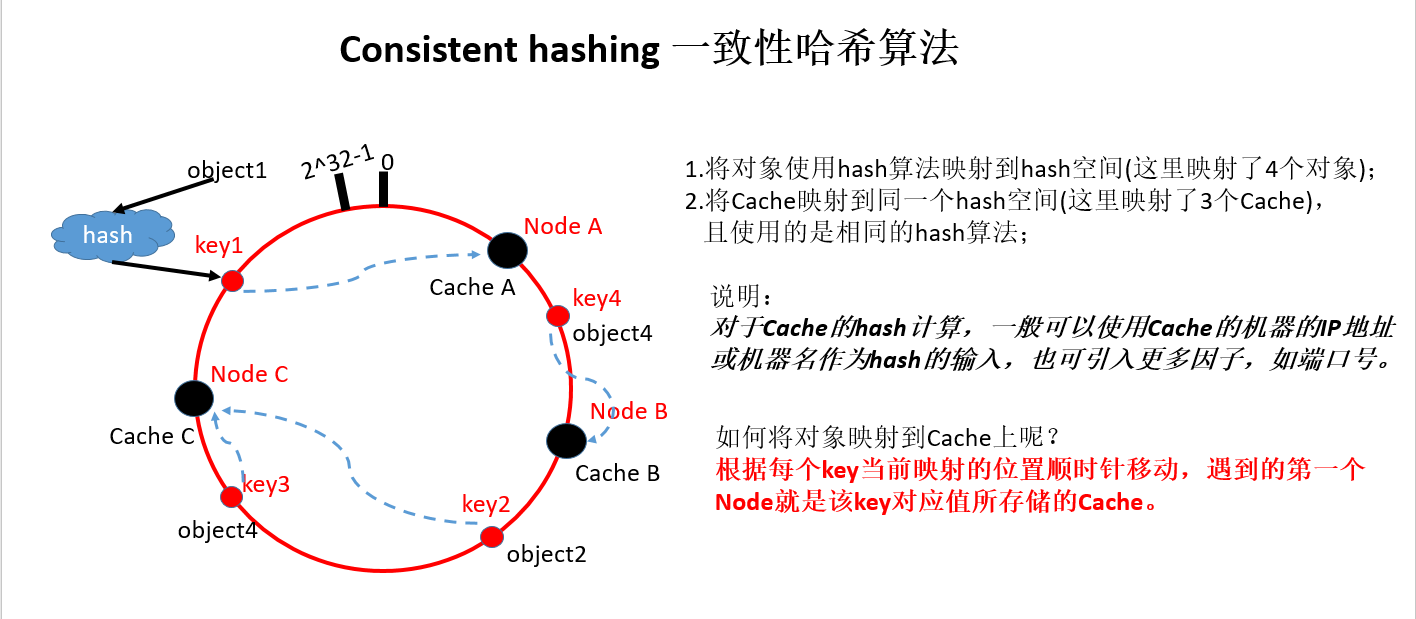 Consistent hashing 一致性哈希算法
object1
2^32-1
0
hash
key1
Node A
Cache A
key4
object4
Node C
Node B
Cache C
Cache B
key3
key2
object4
object2
1.将对象使用hash算法映射到hash空间(这里映射了4个对象)；
2.将Cache映射到同一个hash空间(这里映射了3个Cache)，
且使用的是相同的hash算法；
说明：
对于Cache的hash计算，一般可以使用Cache的机器的IP地址
或机器名作为hash的输入，也可引入更多因子，如端口号。
如何将对象映射到Cache上呢？
根据每个key当前映射的位置顺时针移动，遇到的第一个
Node就是该key对应值所存储的Cache。